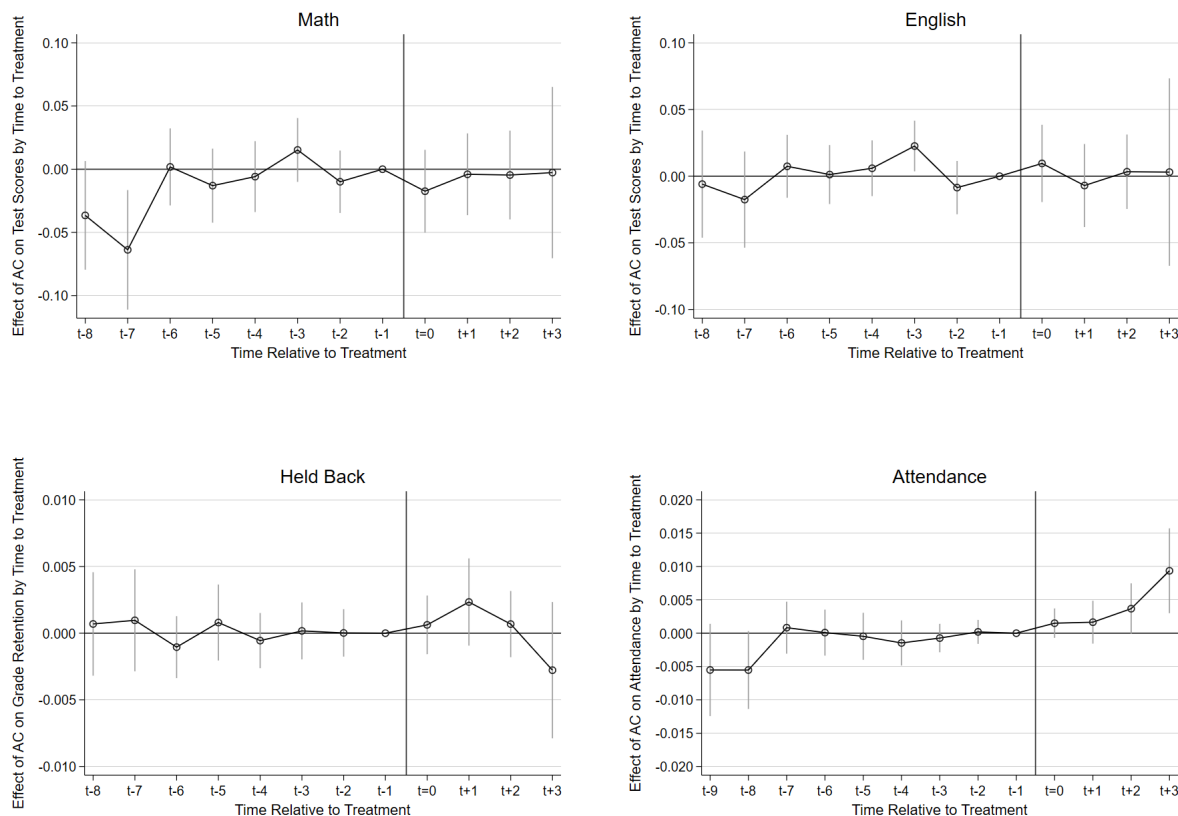 Math
Effect of AC on Test Scores by Time to Treatment
0.10
0.05
0.00
-0.05
-0.10
t-8 t-7 t-6 t-5 t-4 t-3 t-2 t-1 t=0 t+1 t+2 t+3
Time Relative to Treatment
English
Effect of AC on Test Scores by Time to Treatment
0.10
0.05
0.00
-0.05
-0.10
t-8 t-7 t-6 t-5 t-4 t-3 t-2 t-1 t=0 t+1 t+2 t+3
Time Relative to Treatment
Held Back
Effect of AC on Grade Retention by Time to Treatment
0.010
0.005
0.000
-0.005
-0.010
t-8 t-7 t-6 t-5 t-4 t-3 t-2 t-1 t=0 t+1 t+2 t+3
Time Relative to Treatment
Attendance
Effect of AC on Attendance by Time to Treatment
0.020
0.015
0.010
0.005
0.000
-0.005
-0.010
-0.015
-0.020
t-9 t-8 t-7 t-6 t-5 t-4 t-3 t-2 t-1 t=0 t+1 t+2 t+3
Time Relative to Treatment